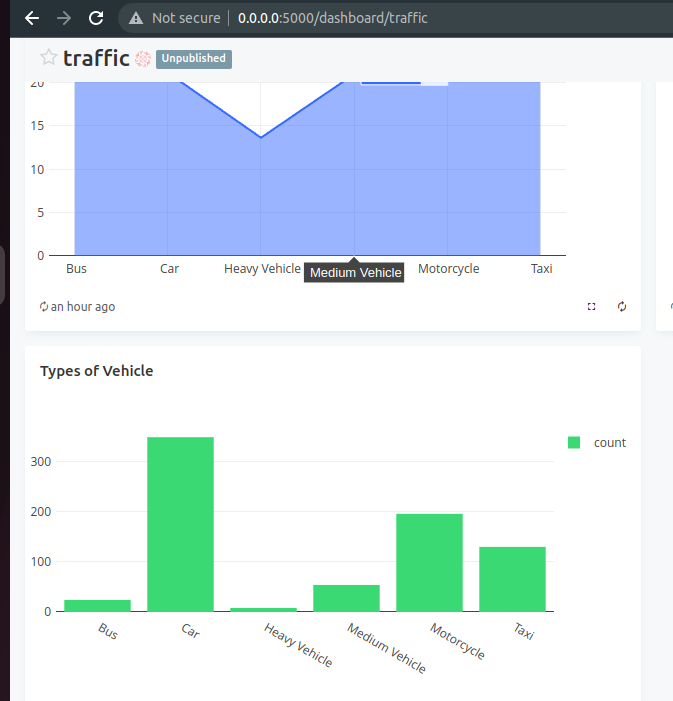 Not secure 0.0.0.0:5000/dashboard/traffic
traffic Unpublished
20
15
10
5
0
Bus Car Heavy Vehicle Medium Vehicle Motorcycle Taxi
an hour ago
Types of Vehicle
count
300
200
100
0
Bus Car Heavy Vehicle Medium Vehicle Motorcycle Taxi